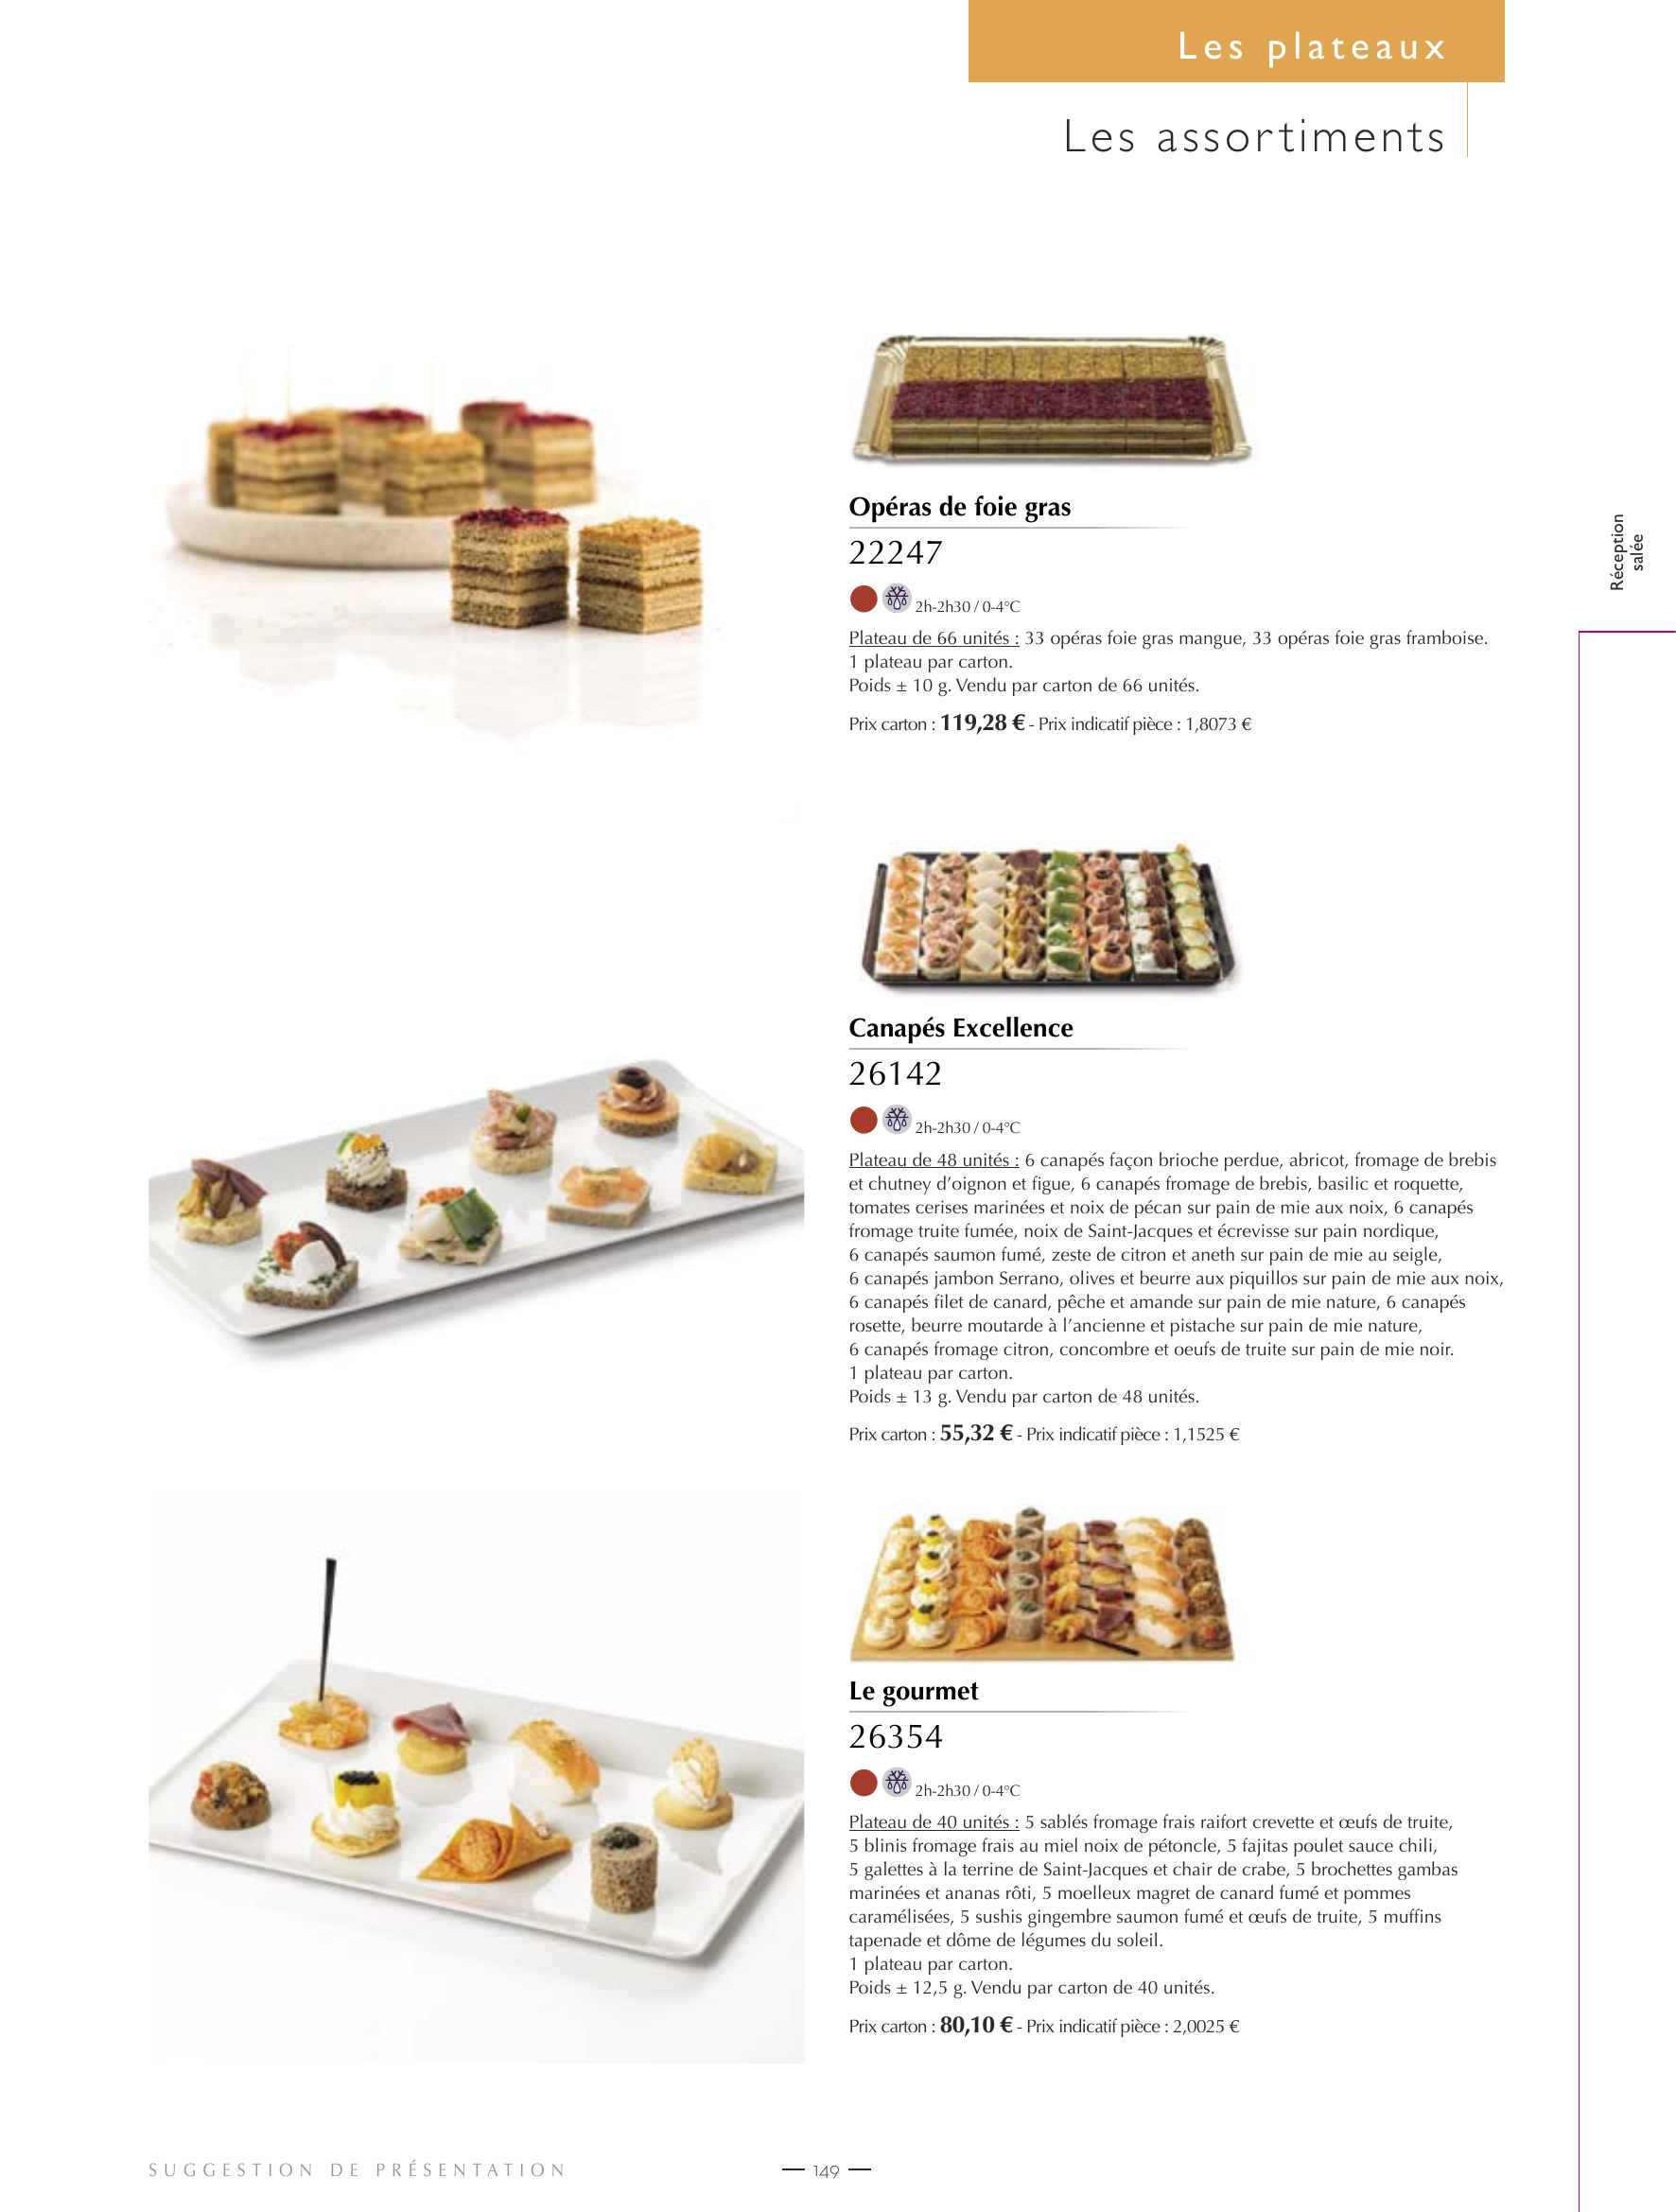 Les plateaux
Les assortiments
Opéras de foie gras
22247
2h-2h30 / 0-4°C
Plateau de 66 unités : 33 opéras foie gras mangue, 33 opéras foie gras framboise.
1 plateau par carton.
Poids ± 10 g. Vendu par carton de 66 unités.
Prix carton : 119,28 € - Prix indicatif pièce : 1,8073 €
Réception
salée
Canapés Excellence
26142
2h-2h30 / 0-4°C
Plateau de 48 unités : 6 canapés façon brioche perdue, abricot, fromage de brebis
et chutney d’oignon et figue, 6 canapés fromage de brebis, basilic et roquette,
tomates cerises marinées et noix de pécan sur pain de mie aux noix, 6 canapés
fromage truite fumée, noix de Saint-Jacques et écrevisse sur pain nordique,
6 canapés saumon fumé, zeste de citron et aneth sur pain de mie au seigle,
6 canapés jambon Serrano, olives et beurre aux piquillos sur pain de mie aux noix,
6 canapés filet de canard, pêche et amande sur pain de mie nature, 6 canapés
rosette, beurre moutarde à l’ancienne et pistache sur pain de mie nature,
6 canapés fromage citron, concombre et oeufs de truite sur pain de mie noir.
1 plateau par carton.
Poids ± 13 g. Vendu par carton de 48 unités.
Prix carton : 55,32 € - Prix indicatif pièce : 1,1525 €
Le gourmet
26354
2h-2h30 / 0-4°C
Plateau de 40 unités : 5 sablés fromage frais raifort crevette et œufs de truite,
5 blinis fromage frais au miel noix de pétoncle, 5 fajitas poulet sauce chili,
5 galettes à la terrine de Saint-Jacques et chair de crabe, 5 brochettes gambas
marinées et ananas rôti, 5 moelleux magret de canard fumé et pommes
caramélisées, 5 sushis gingembre saumon fumé et œufs de truite, 5 muffins
tapenade et dôme de légumes du soleil.
1 plateau par carton.
Poids ± 12,5 g. Vendu par carton de 40 unités.
Prix carton : 80,10 € - Prix indicatif pièce : 2,0025 €
SUGGESTION DE PRÉSENTATION
149